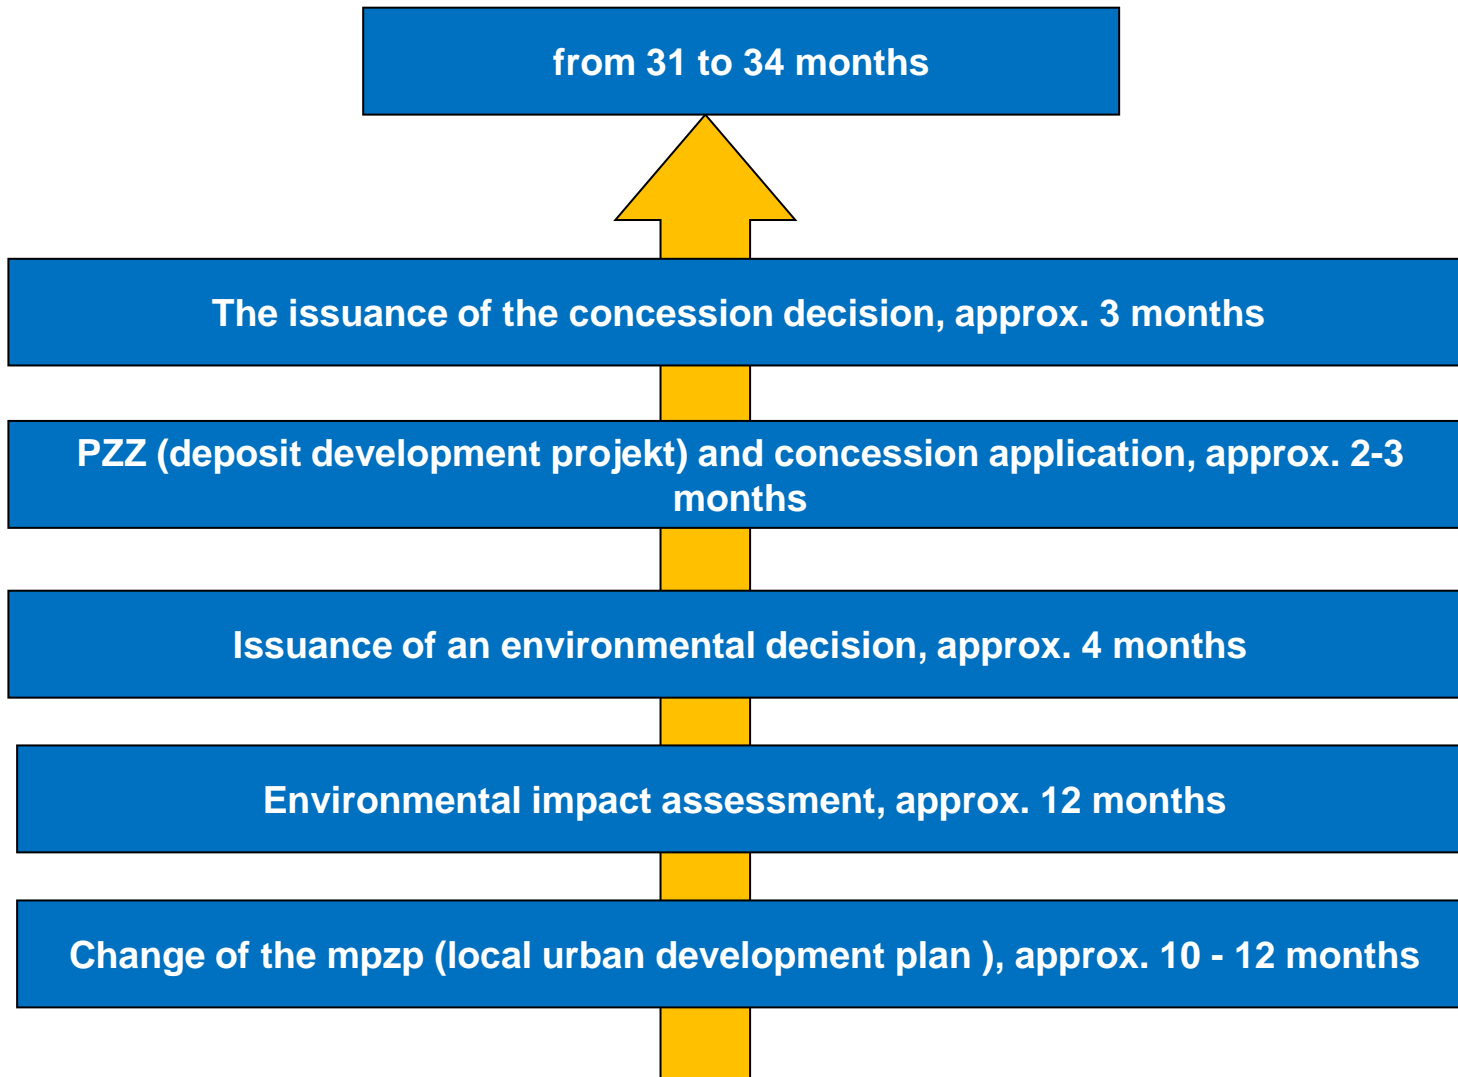 from 31 to 34 months
The issuance of the concession decision, approx. 3 months
PZZ (deposit development projekt) and concession application, approx. 2-3
months
Issuance of an environmental decision, approx. 4 months
Environmental impact assessment, approx. 12 months
Change of the mpzp (local urban development plan ), approx. 10 - 12 months